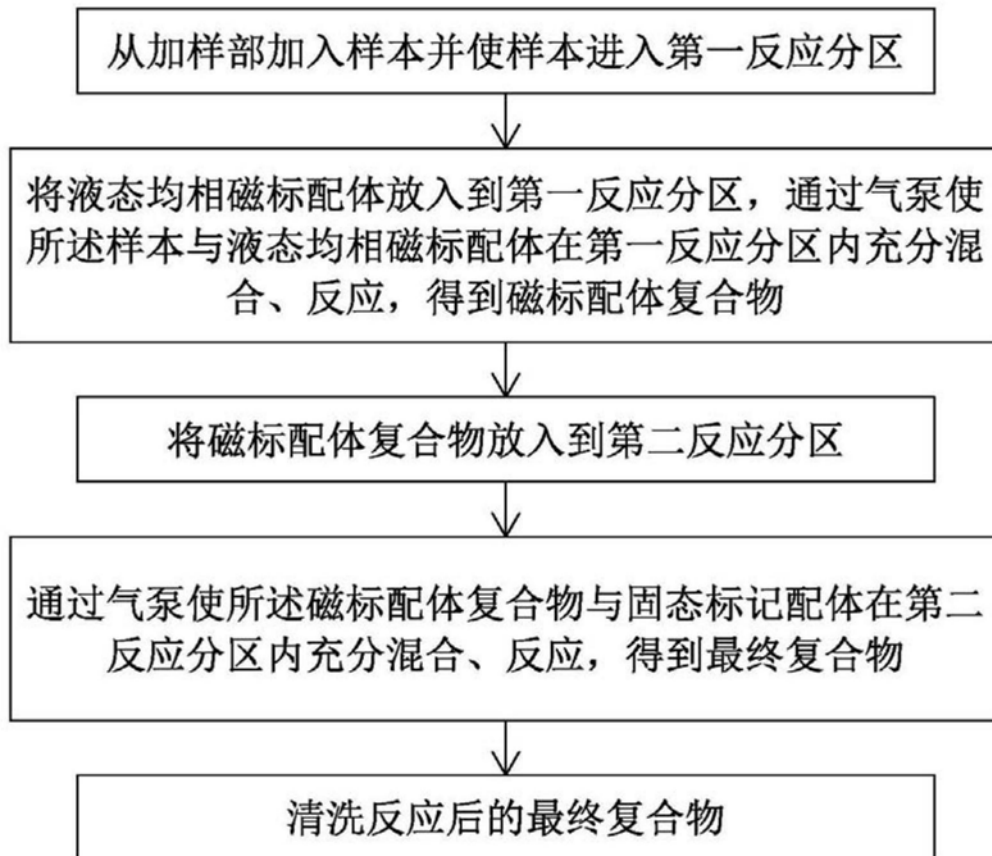 从加样部加入样本并使样本进入第一反应分区
将液态均相磁标配体放入到第一反应分区，通过气泵使
所述样本与液态均相磁标配体在第一反应分区内充分混
合、反应，得到磁标配体复合物
将磁标配体复合物放入到第二反应分区
通过气泵使所述磁标配体复合物与固态标记配体在第二
反应分区内充分混合、反应，得到最终复合物
清洗反应后的最终复合物